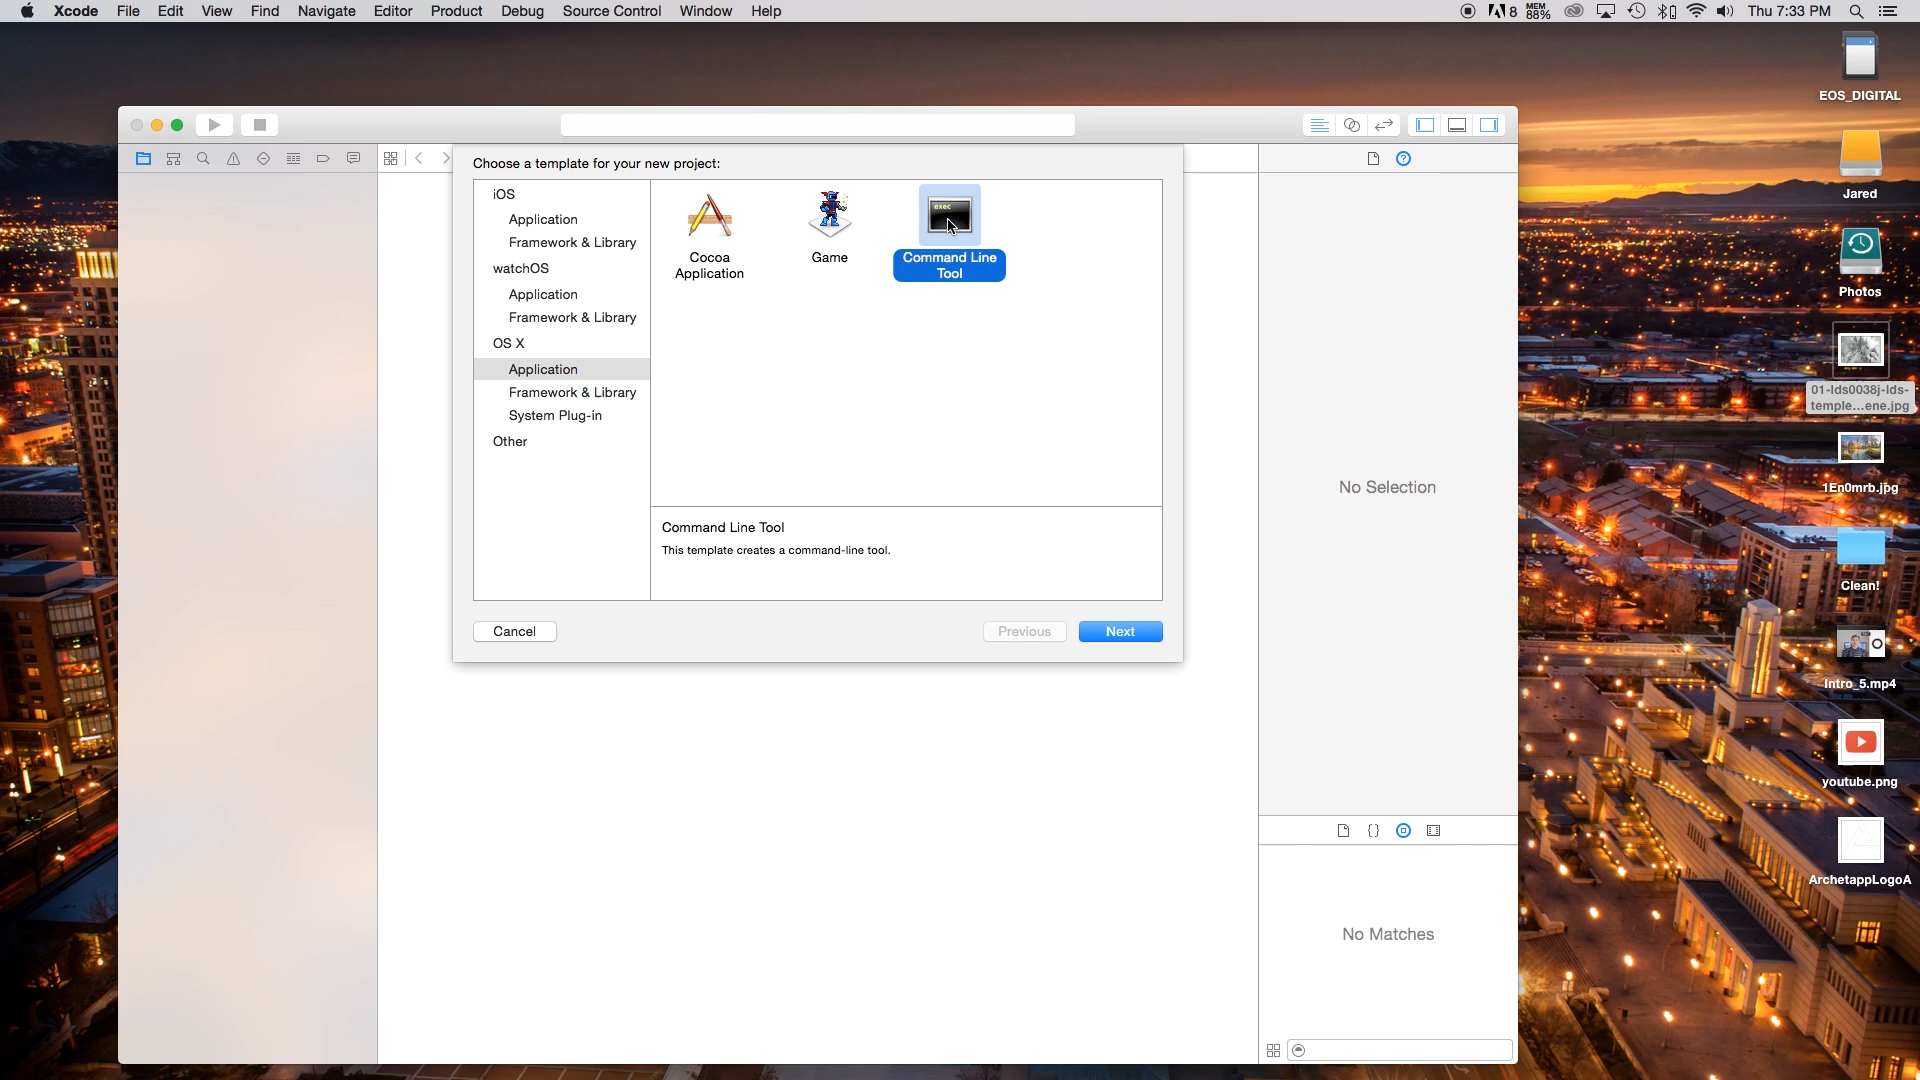 Xcode File Edit View Find Navigate Editor Product Debug Source Control Window Help
8 MEM 88% Thu 7:33 PM
EOS_DIGITAL
Jared
Photos
01-lds0038j-lds-
temple...ene.jpg
1En0mrb.jpg
Clean!
Intro_5.mp4
youtube.png
ArchetappLogoA
Choose a template for your new project:
iOS
Application
Framework & Library
watchOS
Application
Framework & Library
OS X
Application
Framework & Library
System Plug-in
Other
Cocoa
Application
Game
exec
Command Line
Tool
Command Line Tool
This template creates a command-line tool.
Cancel
Previous
Next
No Selection
No Matches